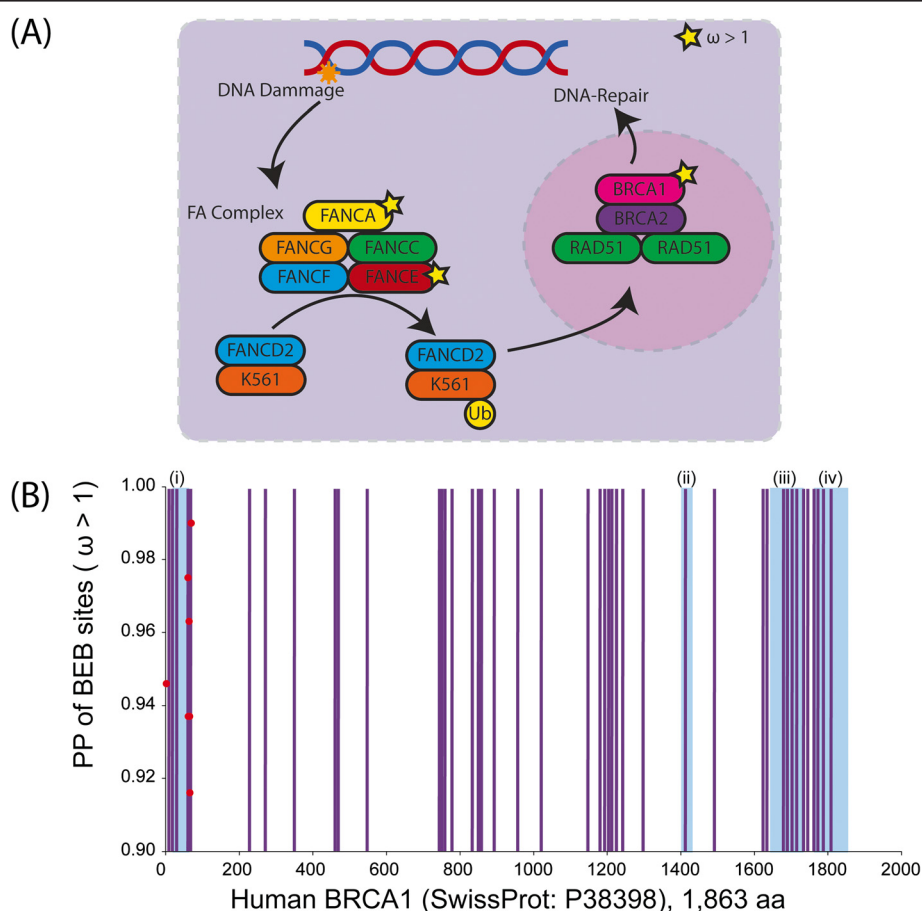 (A)
ω > 1
DNA Dammage
DNA-Repair
FA Complex
FANCA
FANCG FANCC
FANCF FANCE
BRCA1
BRCA2
RAD51 RAD51
FANCD2
K561
FANCD2
K561
Ub
(B)
(i) (ii) (iii) (iv)
PP of BEB sites ( ω > 1)
1.00
0.98
0.96
0.94
0.92
0.90
0 200 400 600 800 1000 1200 1400 1600 1800 2000
Human BRCA1 (SwissProt: P38398), 1,863 aa